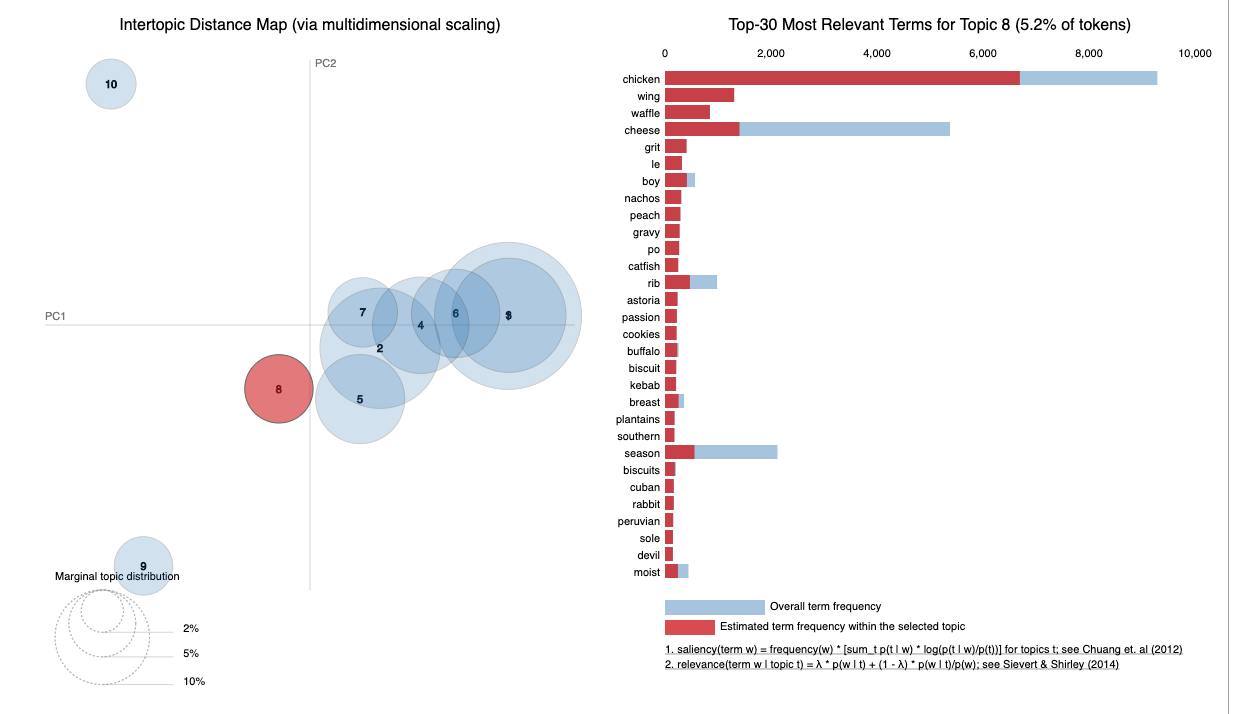 Intertopic Distance Map (via multidimensional scaling)
PC2
PC1
10
7
6
4
2
8
5
9
Marginal topic distribution
2%
5%
10%
Top-30 Most Relevant Terms for Topic 8 (5.2% of tokens)
0 2,000 4,000 6,000 8,000 10,000
chicken
wing
waffle
cheese
grit
le
boy
nachos
peach
gravy
po
catfish
rib
astoria
passion
cookies
buffalo
biscuit
kebab
breast
plantains
southern
season
biscuits
cuban
rabbit
peruvian
sole
devil
moist
Overall term frequency
Estimated term frequency within the selected topic
1. saliency(term w) = frequency(w) * [sum_t p(t | w) * log(p(t | w)/p(t))] for topics t; see Chuang et. al (2012)
2. relevance(term w | topic t) = λ * p(w | t) + (1 - λ) * p(w | t)/p(w); see Sievert & Shirley (2014)